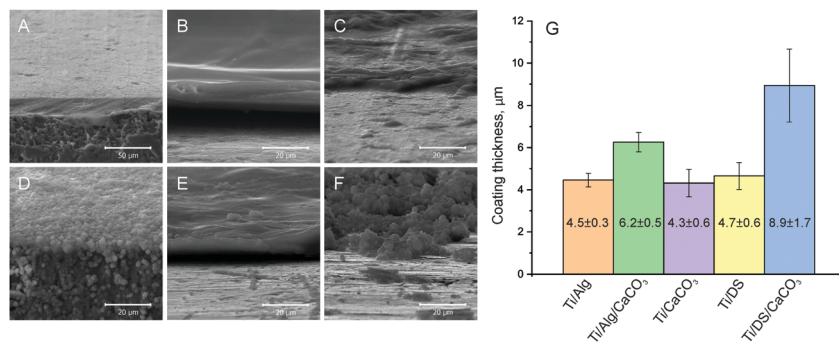 A
B
C
50 µm
20 µm
20 µm
D
E
F
20 µm
20 µm
20 µm
G
Coating thickness, µm
12
10
8
6
4
2
0
4.5±0.3
6.2±0.5
4.3±0.6
4.7±0.6
8.9±1.7
Ti/Alg
Ti/Alg/CaCO₃
Ti/CaCO₃
Ti/DS
Ti/DS/CaCO₃